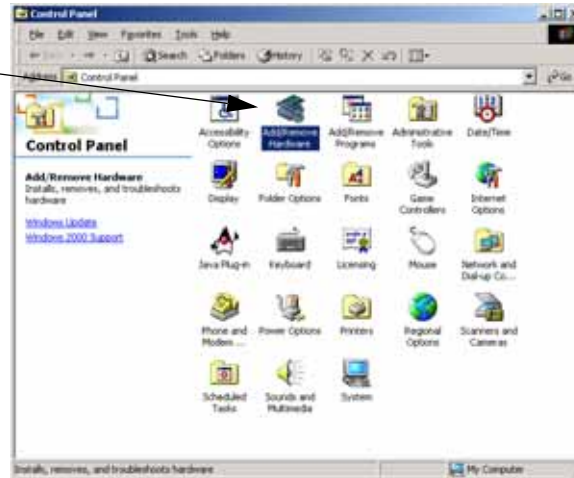 Control Panel
File Edit View Favorites Tools Help
Search Folders History
Address Control Panel Go
Control Panel
Add/Remove Hardware
Installs, removes, and troubleshoots
hardware
Windows Update
Windows 2000 Support
Accessibility Options
Add/Remove Hardware
Add/Remove Programs
Administrative Tools
Date/Time
Display
Folder Options
Fonts
Game Controllers
Internet Options
Java Plug-in
Keyboard
Licensing
Mouse
Network and Dial-up Co...
Phone and Modem ...
Power Options
Printers
Regional Options
Scanners and Cameras
Scheduled Tasks
Sounds and Multimedia
System
Installs, removes, and troubleshoots hardware
My Computer